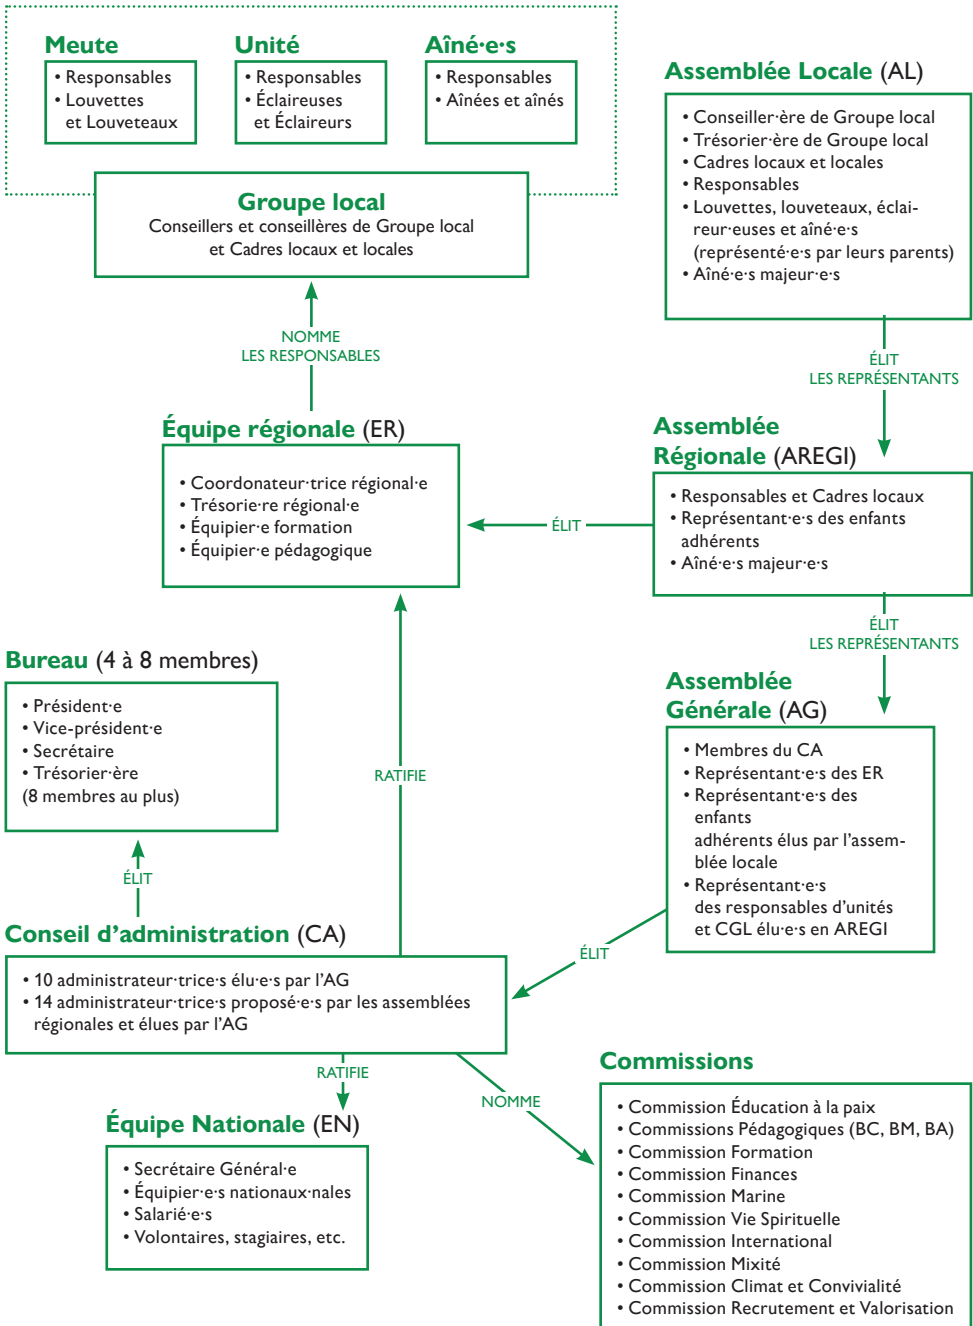 Meute
• Responsables
• Louvettes
et Louveteaux
Unité
• Responsables
• Éclaireuses
et Éclaireurs
Aîné·e·s
• Responsables
• Aînées et aînés
Groupe local
Conseillers et conseillères de Groupe local
et Cadres locaux et locales
Assemblée Locale (AL)
• Conseiller·ère de Groupe local
• Trésorier·ère de Groupe local
• Cadres locaux et locales
• Responsables
• Louvettes, louveteaux, éclai-
reur·euses et aîné·e·s
(représenté·e·s par leurs parents)
• Aîné·e·s majeur·e·s
NOMME
LES RESPONSABLES
ÉLIT
LES REPRÉSENTANTS
Équipe régionale (ER)
• Coordonateur·trice régional·e
• Trésorie·re régional·e
• Équipier·e formation
• Équipier·e pédagogique
ÉLIT
Assemblée
Régionale (AREGI)
• Responsables et Cadres locaux
• Représentant·e·s des enfants
adhérents
• Aîné·e·s majeur·e·s
ÉLIT
LES REPRÉSENTANTS
Bureau (4 à 8 membres)
• Président·e
• Vice-président·e
• Secrétaire
• Trésorier·ère
(8 membres au plus)
RATIFIE
Assemblée
Générale (AG)
• Membres du CA
• Représentant·e·s des ER
• Représentant·e·s des
enfants
adhérents élus par l’assem-
blée locale
• Représentant·e·s
des responsables d’unités
et CGL élu·e·s en AREGI
ÉLIT
ÉLIT
Conseil d’administration (CA)
• 10 administrateur·trice·s élu·e·s par l’AG
• 14 administrateur·trice·s proposé·e·s par les assemblées
régionales et élues par l’AG
RATIFIE
NOMME
Équipe Nationale (EN)
• Secrétaire Général·e
• Équipier·e·s nationaux·nales
• Salarié·e·s
• Volontaires, stagiaires, etc.
Commissions
• Commission Éducation à la paix
• Commissions Pédagogiques (BC, BM, BA)
• Commission Formation
• Commission Finances
• Commission Marine
• Commission Vie Spirituelle
• Commission International
• Commission Mixité
• Commission Climat et Convivialité
• Commission Recrutement et Valorisation